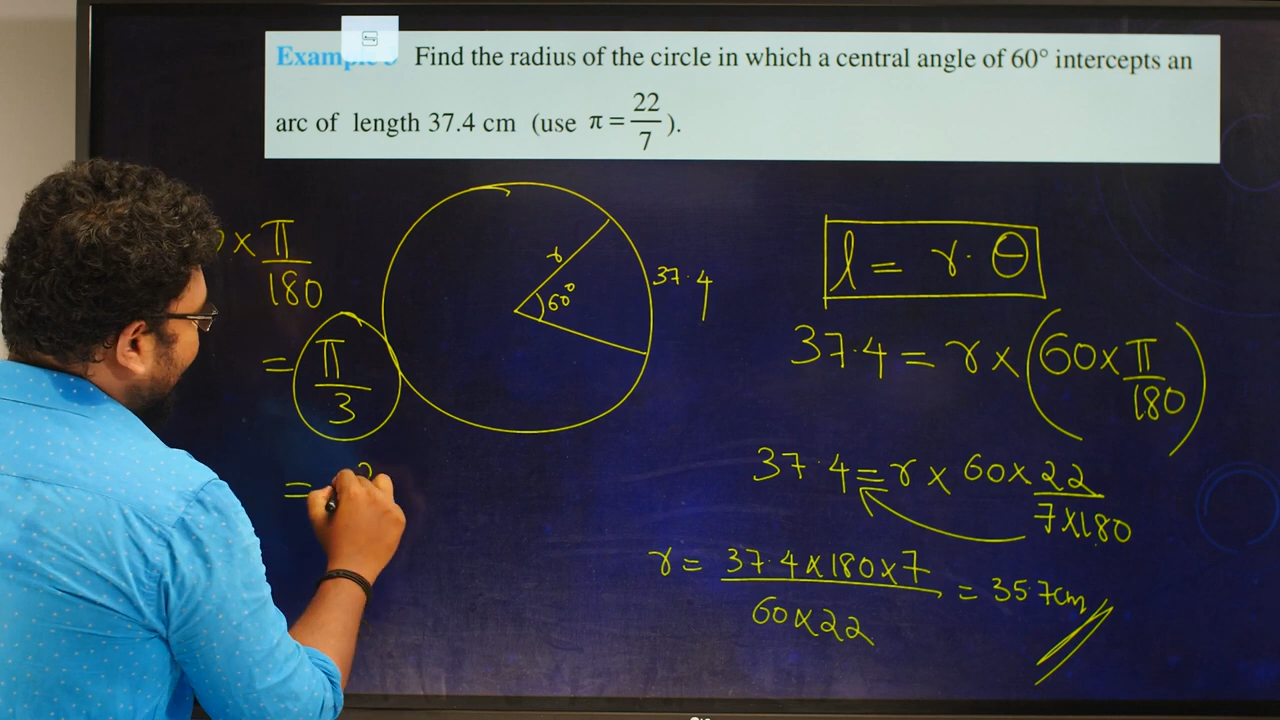 Find the radius of the circle in which a central angle of 60° intercepts an
arc of length 37.4 cm (use π = 22/7 ).
× π/180
= π/3
=
r
60°
37.4
l = r. θ
37.4 = r × (60 × π/180)
37.4 = r × 60 × 22/7×180
r = 37.4×180×7/60×22 = 35.7cm